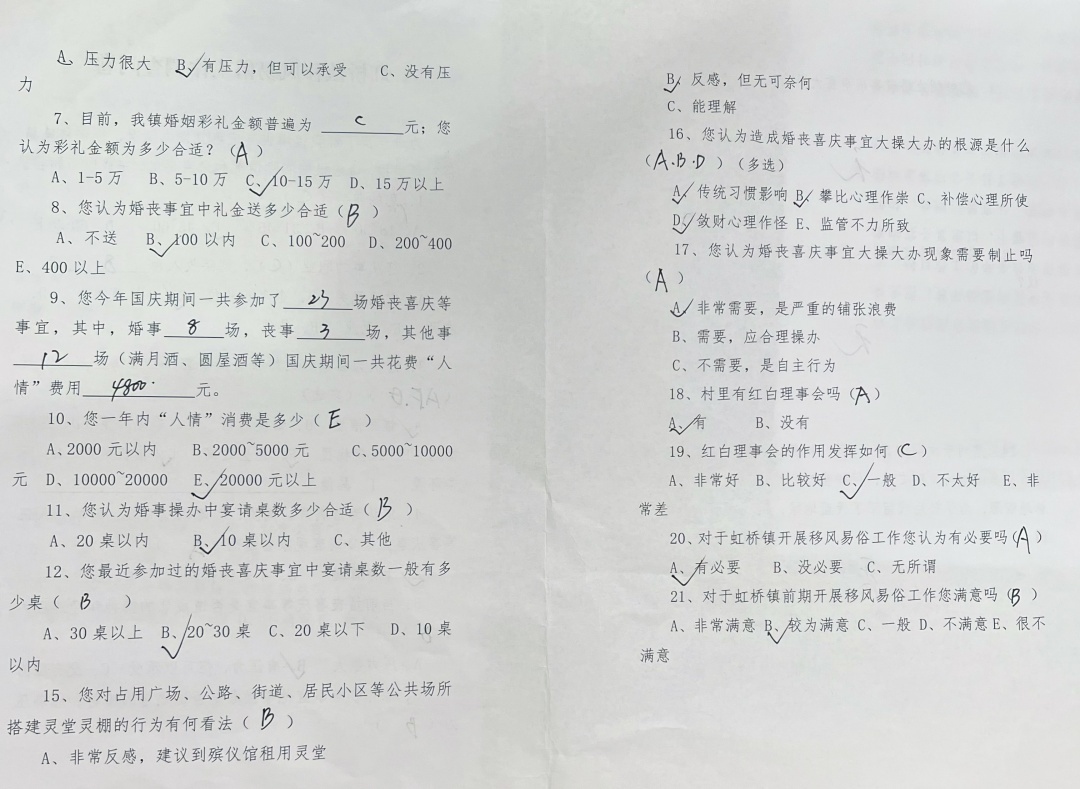 A、压力很大 B、✓有压力，但可以承受 C、没有压
力
7、目前，我镇婚姻彩礼金额普遍为 C 元；您
认为彩礼金额为多少合适？（A）
A、1-5万 B、5-10万 C、✓10-15万 D、15万以上
8、您认为婚丧事宜中礼金送多少合适（B）
A、不送 B、✓100以内 C、100~200 D、200~400
E、400以上
9、您今年国庆期间一共参加了 23 场婚丧喜庆等
事宜，其中，婚事 8 场，丧事 3 场，其他事
12 场（满月酒、圆屋酒等）国庆期间一共花费“人
情”费用 4800. 元。
10、您一年内“人情”消费是多少（E）
A、2000元以内 B、2000~5000元 C、5000~10000
元 D、10000~20000 E、✓20000元以上
11、您认为婚事操办中宴请桌数多少合适（B）
A、20桌以内 B、✓10桌以内 C、其他
12、您最近参加过的婚丧喜庆事宜中宴请桌数一般有多
少桌（B）
A、30桌以上 B、✓20~30桌 C、20桌以下 D、10桌
以内
15、您对占用广场、公路、街道、居民小区等公共场所
搭建灵堂灵棚的行为有何看法（B）
A、非常反感，建议到殡仪馆租用灵堂
B、✓反感，但无可奈何
C、能理解
16、您认为造成婚丧喜庆事宜大操大办的根源是什么
（A.B.D）（多选）
A、✓传统习惯影响 B、✓攀比心理作祟 C、补偿心理所使
D、✓敛财心理作怪 E、监管不力所致
17、您认为婚丧喜庆事宜大操大办现象需要制止吗
（A）
A、✓非常需要，是严重的铺张浪费
B、需要，应合理操办
C、不需要，是自主行为
18、村里有红白理事会吗（A）
A、✓有 B、没有
19、红白理事会的作用发挥如何（C）
A、非常好 B、比较好 C、✓一般 D、不太好 E、非
常差
20、对于虹桥镇开展移风易俗工作您认为有必要吗（A）
A、✓有必要 B、没必要 C、无所谓
21、对于虹桥镇前期开展移风易俗工作您满意吗（B）
A、非常满意 B、✓较为满意 C、一般 D、不满意 E、很不
满意